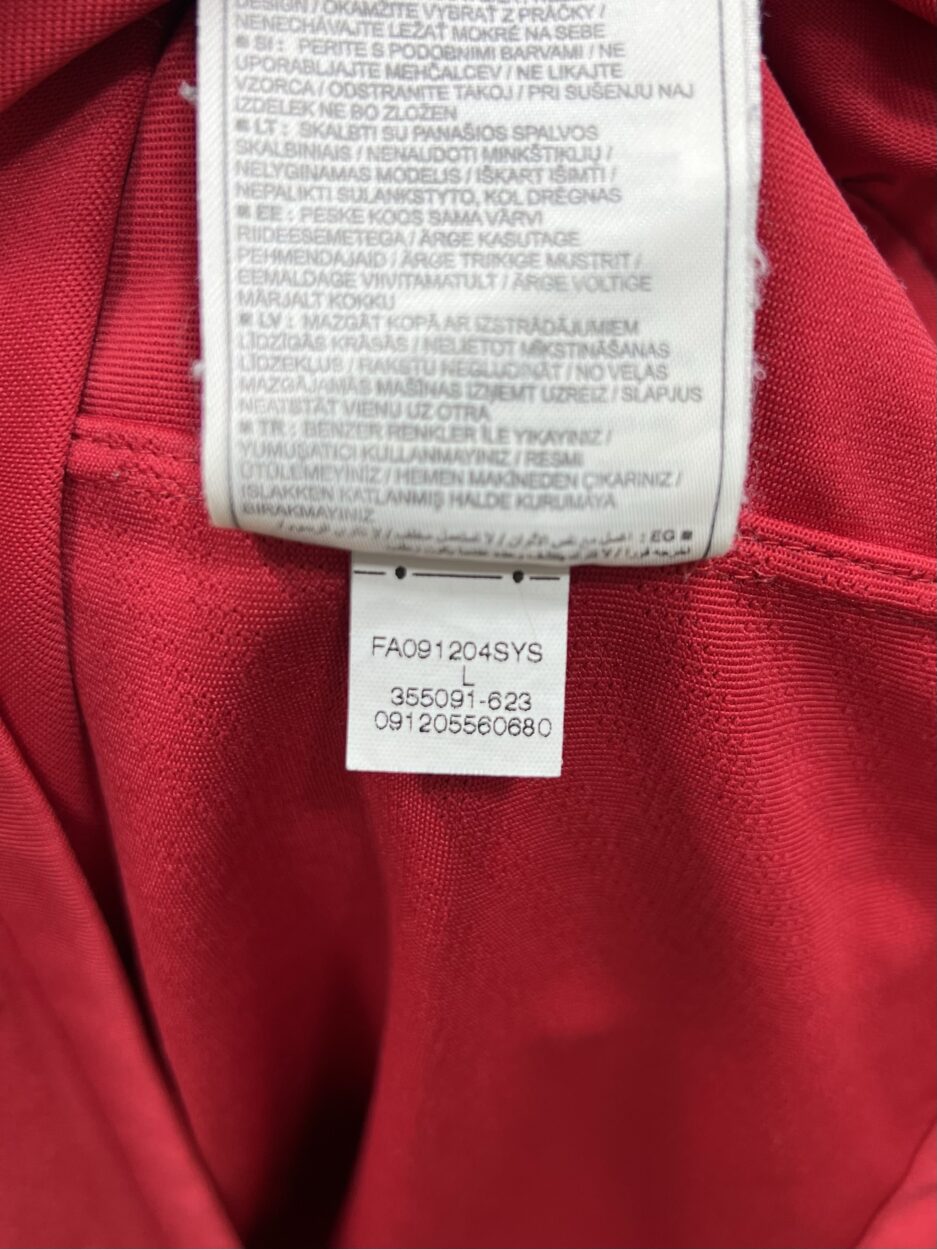 DESIGN / OKAMŽITE VYBRAŤ Z PRÁČKY /
NENECHÁVAJTE LEŽAŤ MOKRÉ NA SEBE
■ SI : PERITE S PODOBNIMI BARVAMI / NE
UPORABLJAJTE MEHČALCEV / NE LIKAJTE
VZORCA / ODSTRANITE TAKOJ / PRI SUŠENJU NAJ
IZDELEK NE BO ZLOŽEN
■ LT : SKALBTI SU PANAŠIOS SPALVOS
SKALBINIAIS / NENAUDOTI MINKŠTIKLIŲ /
NELYGINAMAS MODELIS / IŠKART IŠIMTI /
NEPALIKTI SULANKSTYTO, KOL DRĖGNAS
■ EE : PESKE KOOS SAMA VÄRVI
RIIDEESEMETEGA / ÄRGE KASUTAGE
PEHMENDAJAID / ÄRGE TRIIKIGE MUSTRIT /
EEMALDAGE VIIVITAMATULT / ÄRGE VOLTIGE
MÄRJALT KOKKU
■ LV : MAZGĀT KOPĀ AR IZSTRĀDĀJUMIEM
LĪDZĪGĀS KRĀSĀS / NELIETOT MĪKSTINĀŠANAS
LĪDZEKĻUS / RAKSTU NEGLUDINĀT / NO VEĻAS
MAZGĀJAMĀS MAŠĪNAS IZŅEMT UZREIZ / SLAPJUS
NEATSTĀT VIENU UZ OTRA
■ TR : BENZER RENKLER İLE YIKAYINIZ /
YUMUŞATICI KULLANMAYINIZ / RESMİ
ÜTÜLEMEYİNİZ / HEMEN MAKİNEDEN ÇIKARINIZ /
ISLAKKEN KATLANMIŞ HALDE KURUMAYA
BIRAKMAYINIZ
■ EG :
FA091204SYS
L
355091-623
091205560680